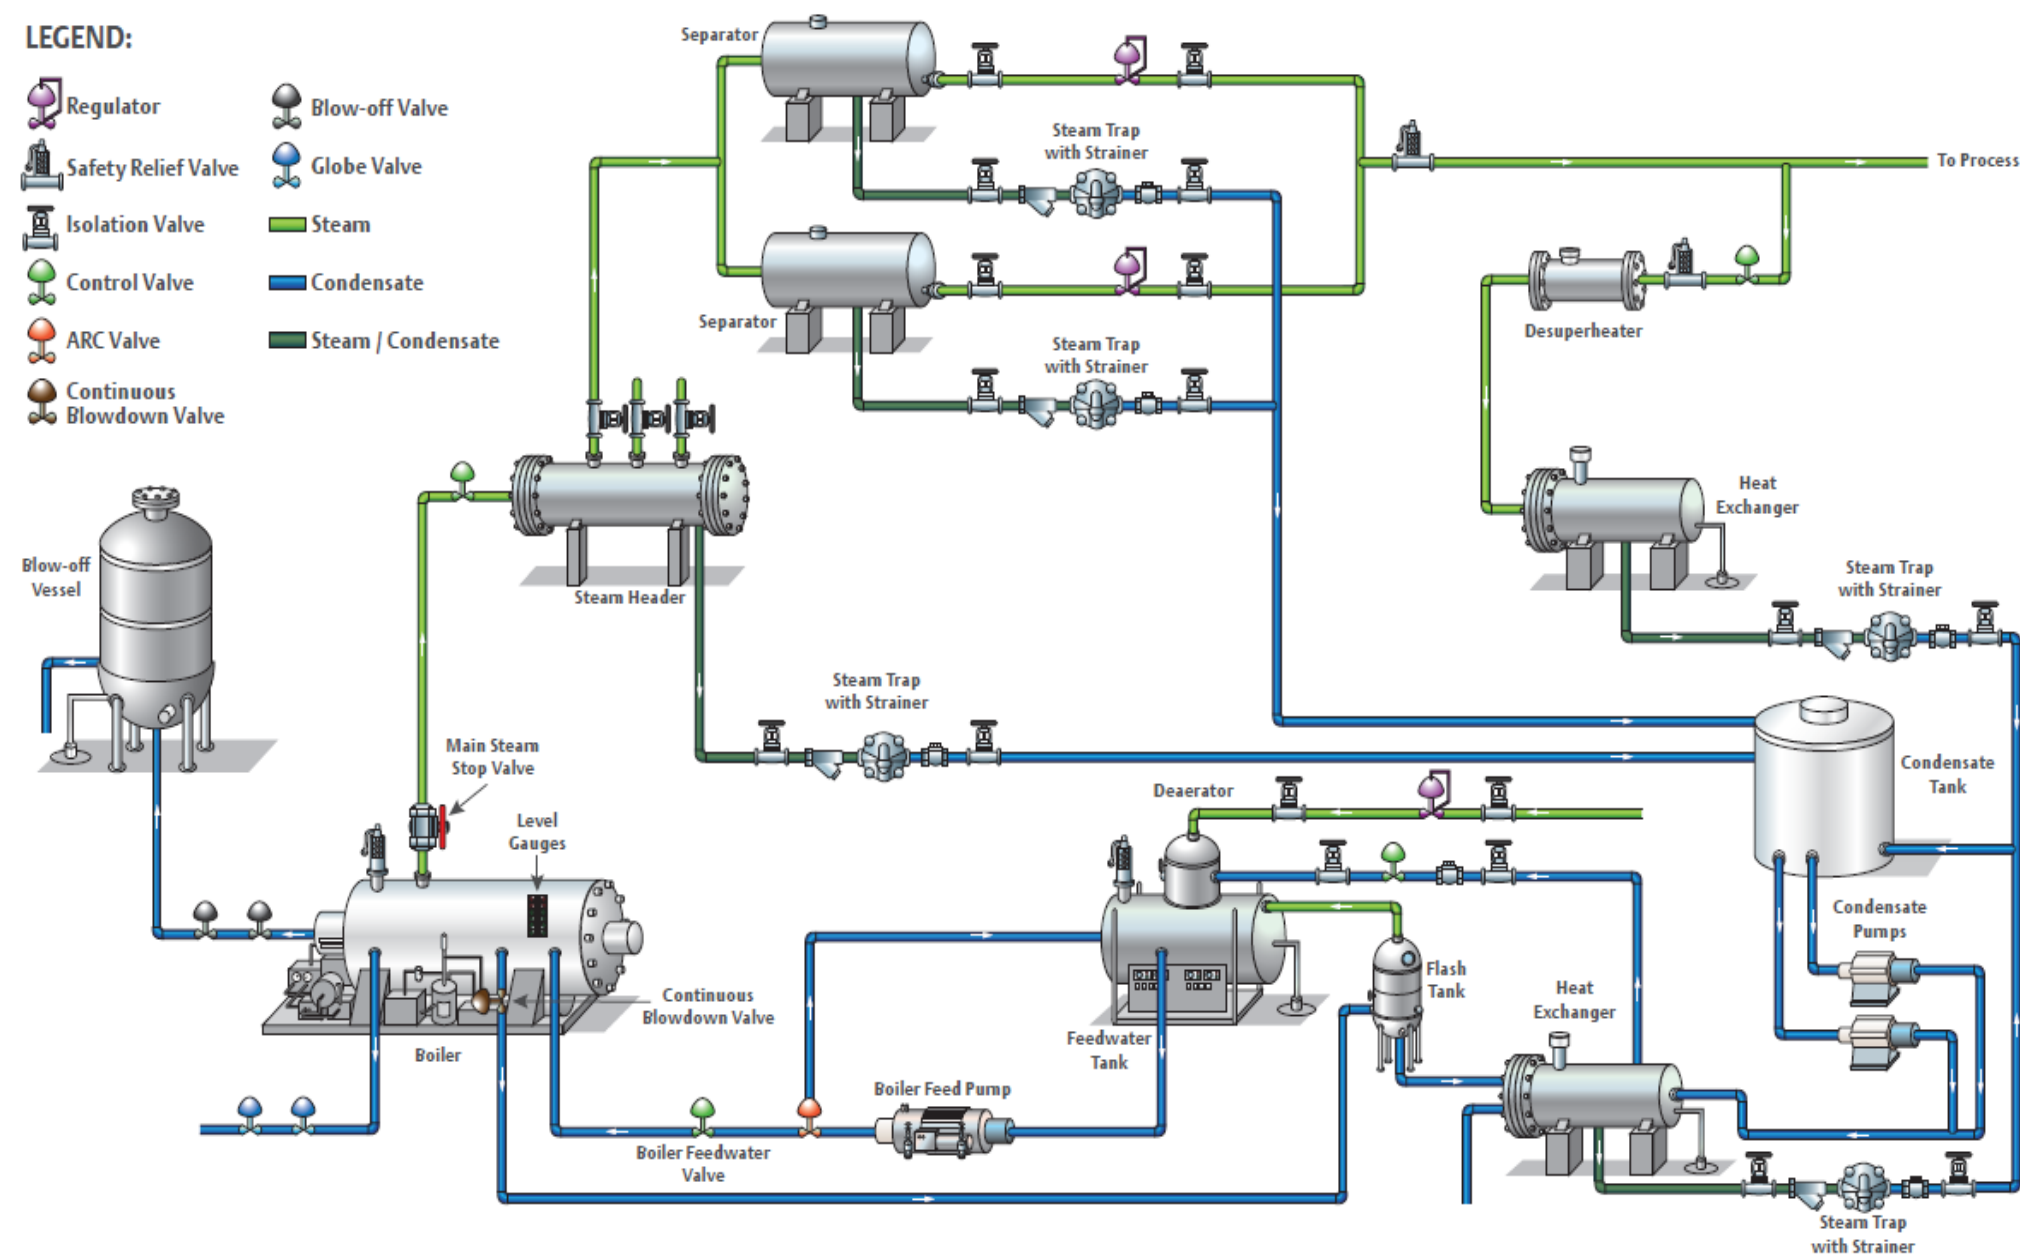 LEGEND:
Regulator
Safety Relief Valve
Isolation Valve
Control Valve
ARC Valve
Continuous
Blowdown Valve
Blow-off Valve
Globe Valve
Steam
Condensate
Steam / Condensate
Separator
Steam Trap
with Strainer
To Process
Separator
Steam Trap
with Strainer
Desuperheater
Heat
Exchanger
Blow-off
Vessel
Steam Header
Steam Trap
with Strainer
Steam Trap
with Strainer
Main Steam
Stop Valve
Level
Gauges
Deaerator
Condensate
Tank
Condensate
Pumps
Flash
Tank
Heat
Exchanger
Continuous
Blowdown Valve
Boiler
Feedwater
Tank
Boiler Feed Pump
Boiler Feedwater
Valve
Steam Trap
with Strainer